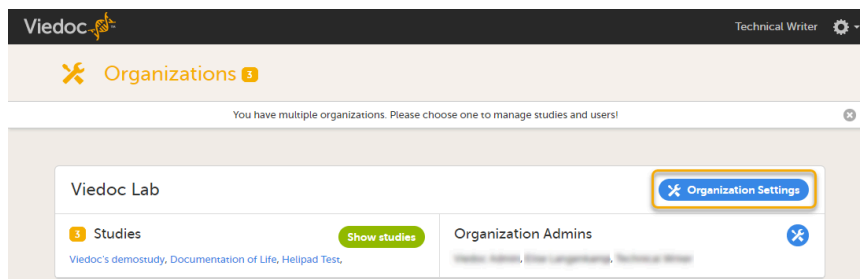 Viedoc
Technical Writer
Organizations 3
You have multiple organizations. Please choose one to manage studies and users!
Viedoc Lab
Organization Settings
3 Studies
Show studies
Organization Admins
Viedoc's demostudy, Documentation of Life, Helipad Test,